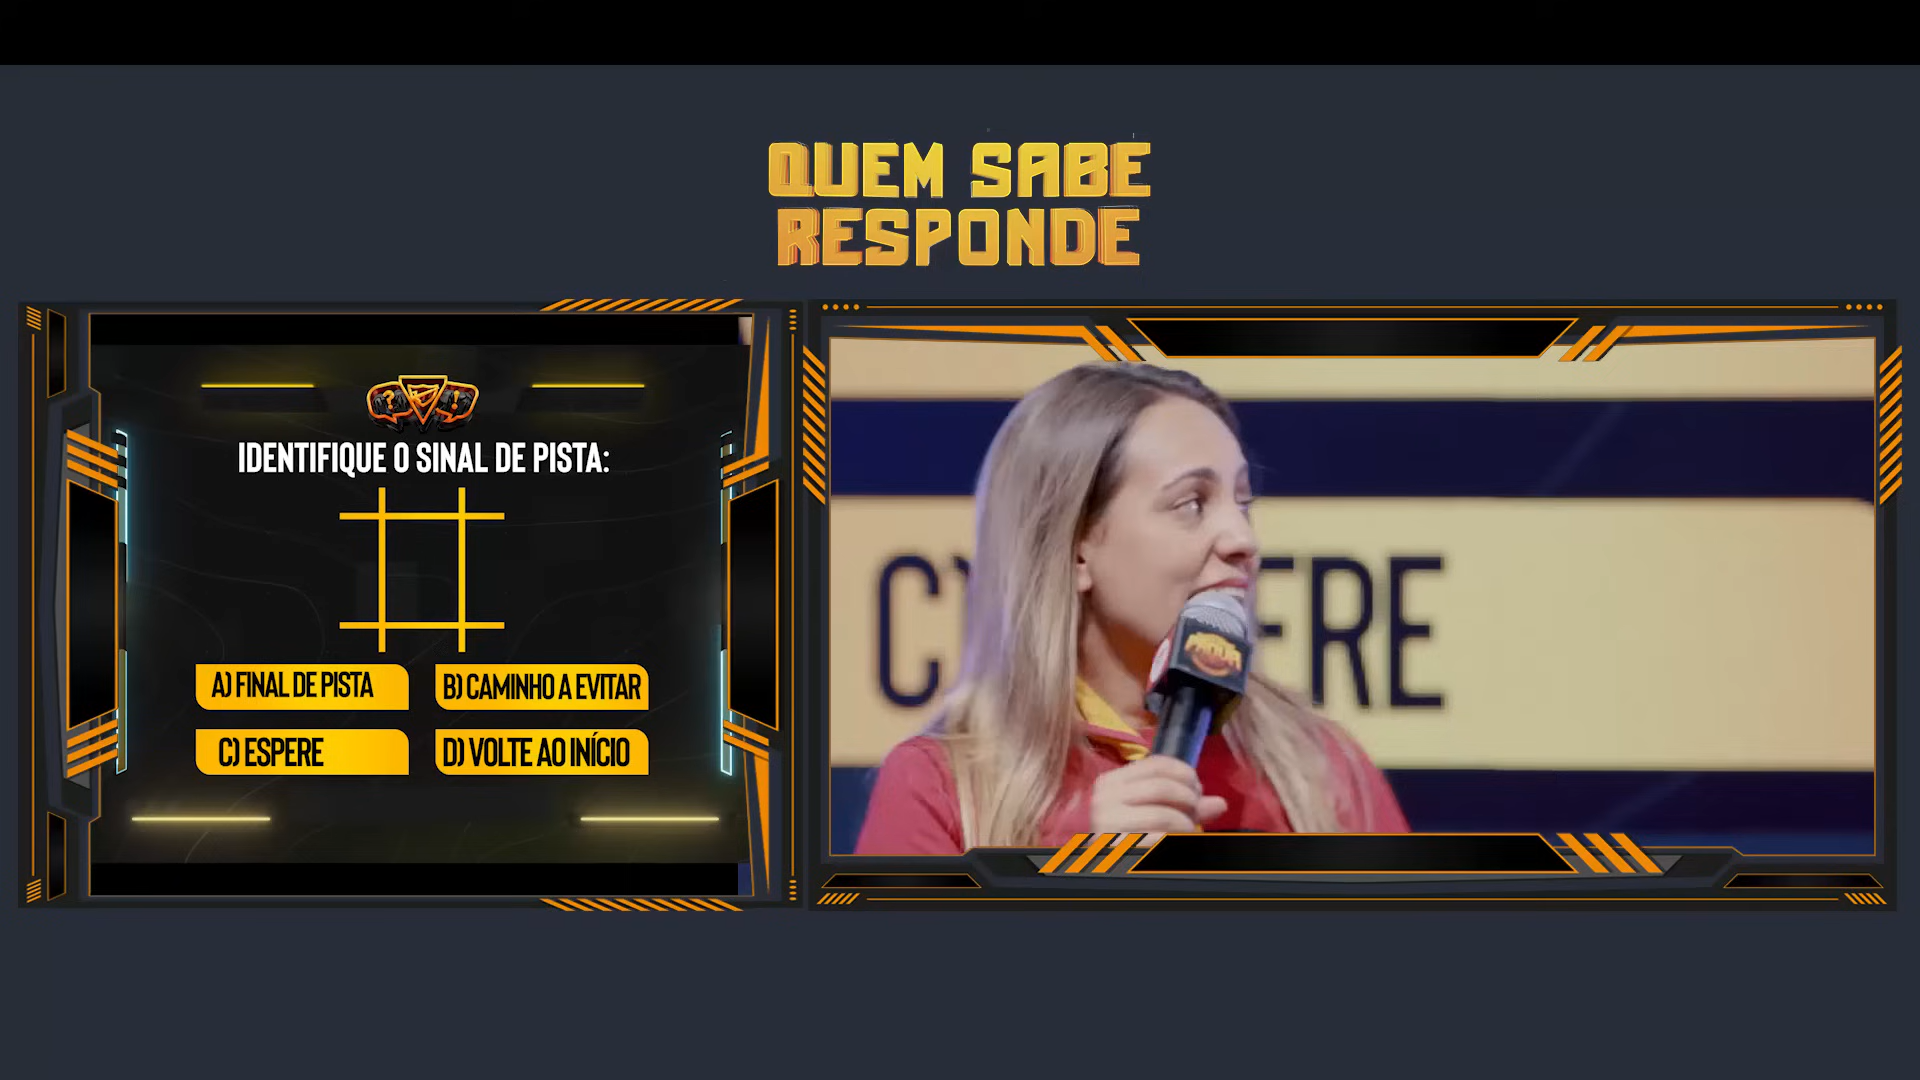 QUEM SABE
RESPONDE
IDENTIFIQUE O SINAL DE PISTA:
A) FINAL DE PISTA
B) CAMINHO A EVITAR
C) ESPERE
D) VOLTE AO INÍCIO
C) ERE